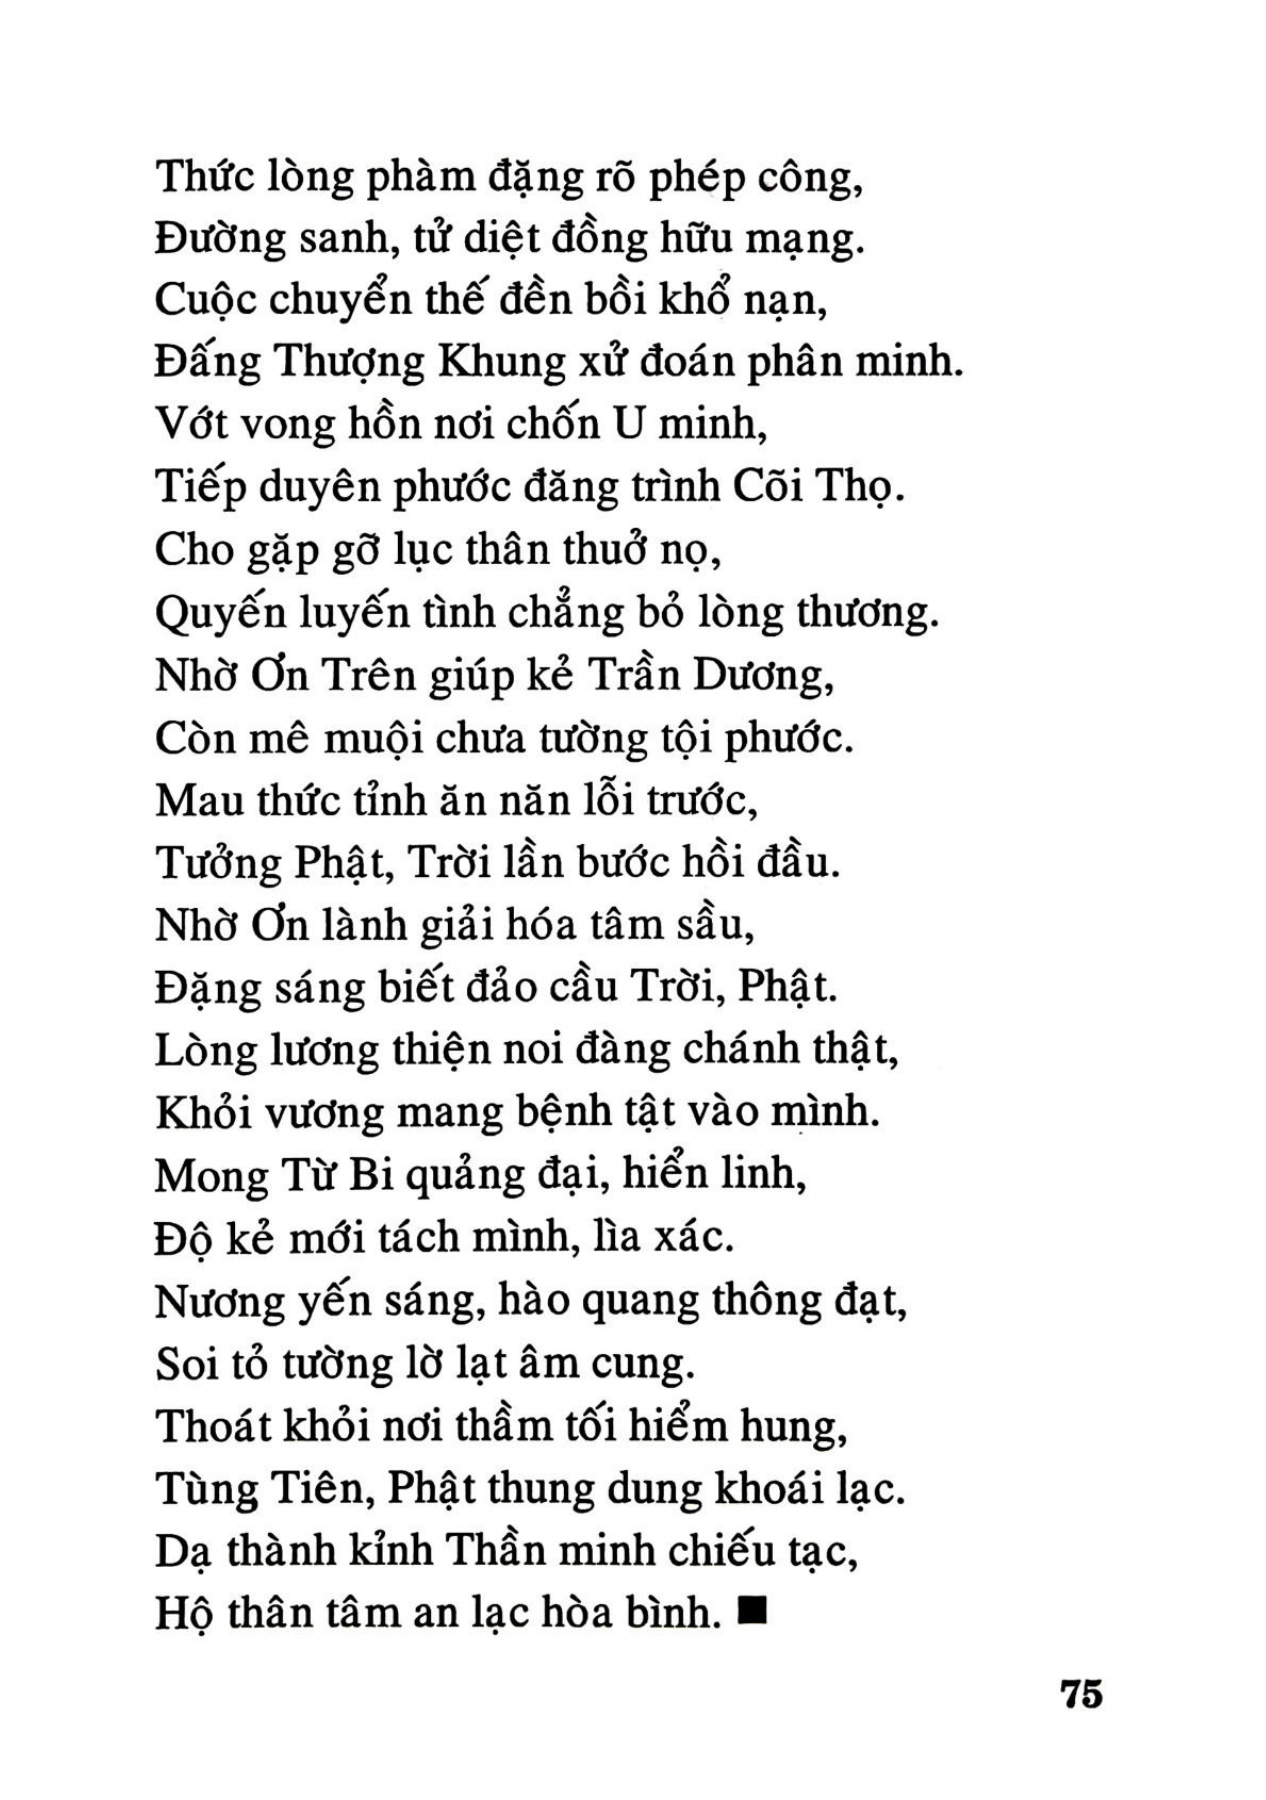 Thức lòng phàm đặng rõ phép công,
Đường sanh, tử diệt đồng hữu mạng.
Cuộc chuyển thế đền bồi khổ nạn,
Đấng Thượng Khung xử đoán phân minh.
Vớt vong hồn nơi chốn U minh,
Tiếp duyên phước đăng trình Cõi Thọ.
Cho gặp gỡ lục thân thuở nọ,
Quyến luyến tình chẳng bỏ lòng thương.
Nhờ Ơn Trên giúp kẻ Trần Dương,
Còn mê muội chưa tường tội phước.
Mau thức tỉnh ăn năn lỗi trước,
Tưởng Phật, Trời lần bước hồi đầu.
Nhờ Ơn lành giải hóa tâm sầu,
Đặng sáng biết đảo cầu Trời, Phật.
Lòng lương thiện noi đàng chánh thật,
Khỏi vương mang bệnh tật vào mình.
Mong Từ Bi quảng đại, hiển linh,
Độ kẻ mới tách mình, lìa xác.
Nương yến sáng, hào quang thông đạt,
Soi tỏ tường lờ lạt âm cung.
Thoát khỏi nơi thầm tối hiểm hung,
Tùng Tiên, Phật thung dung khoái lạc.
Dạ thành kỉnh Thần minh chiếu tạc,
Hộ thân tâm an lạc hòa bình. ■
75